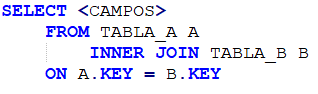 SELECT <CAMPOS>
FROM TABLA_A A
INNER JOIN TABLA_B B
ON A.KEY = B.KEY